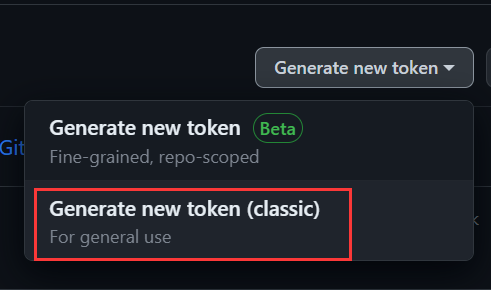 Generate new token
Generate new token Beta
Git
Fine-grained, repo-scoped
Generate new token (classic)
For general use